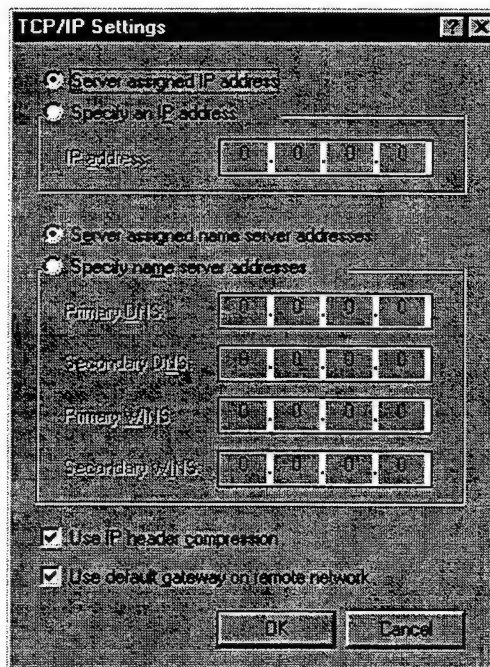 TCP/IP Settings
Server assigned IP address
Specify an IP address
IP address: 0 . 0 . 0 . 0
Server assigned name server addresses
Specify name server addresses
Primary DNS: 0 . 0 . 0 . 0
Secondary DNS: 0 . 0 . 0 . 0
Primary WINS: 0 . 0 . 0 . 0
Secondary WINS: 0 . 0 . 0 . 0
Use IP header compression
Use default gateway on remote network
OK Cancel